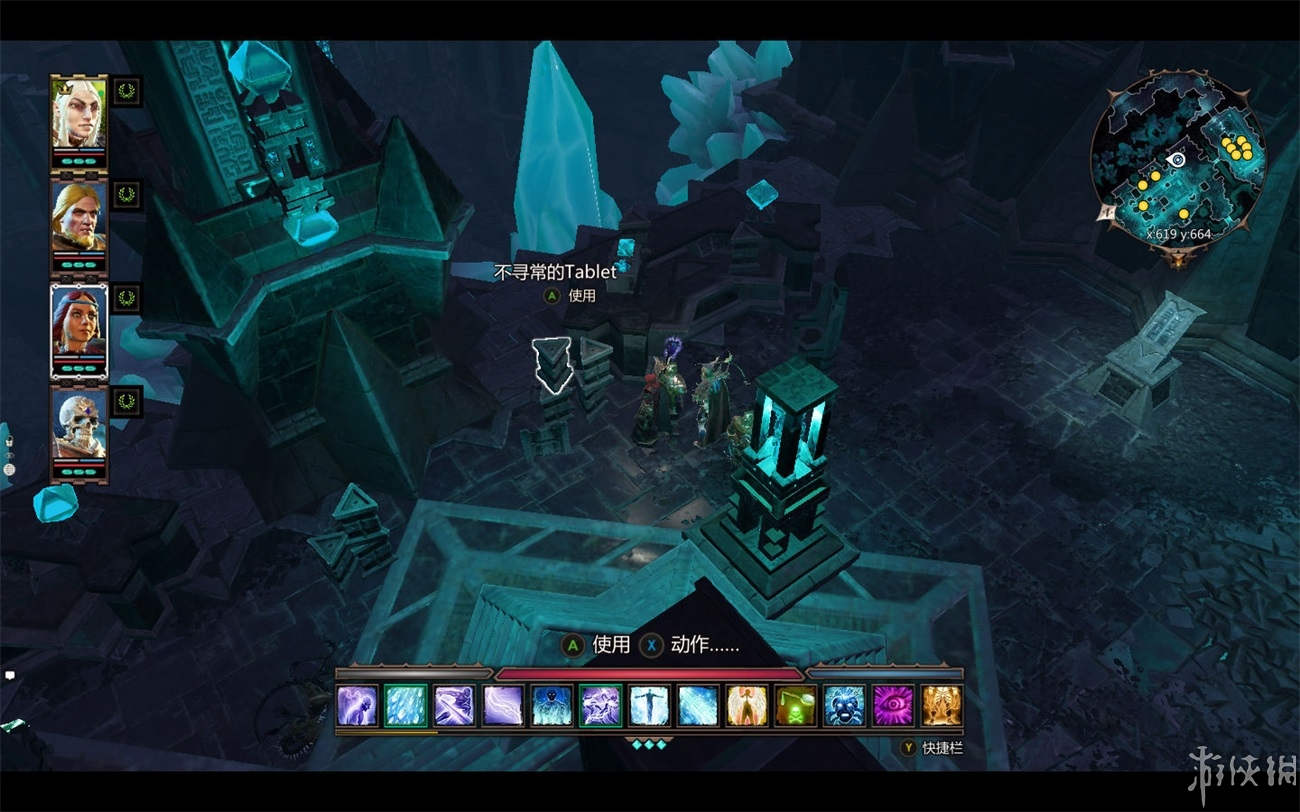 x:619 y:664
不寻常的Tablet
A 使用
A 使用 X 动作......
Y 快捷栏
游侠網